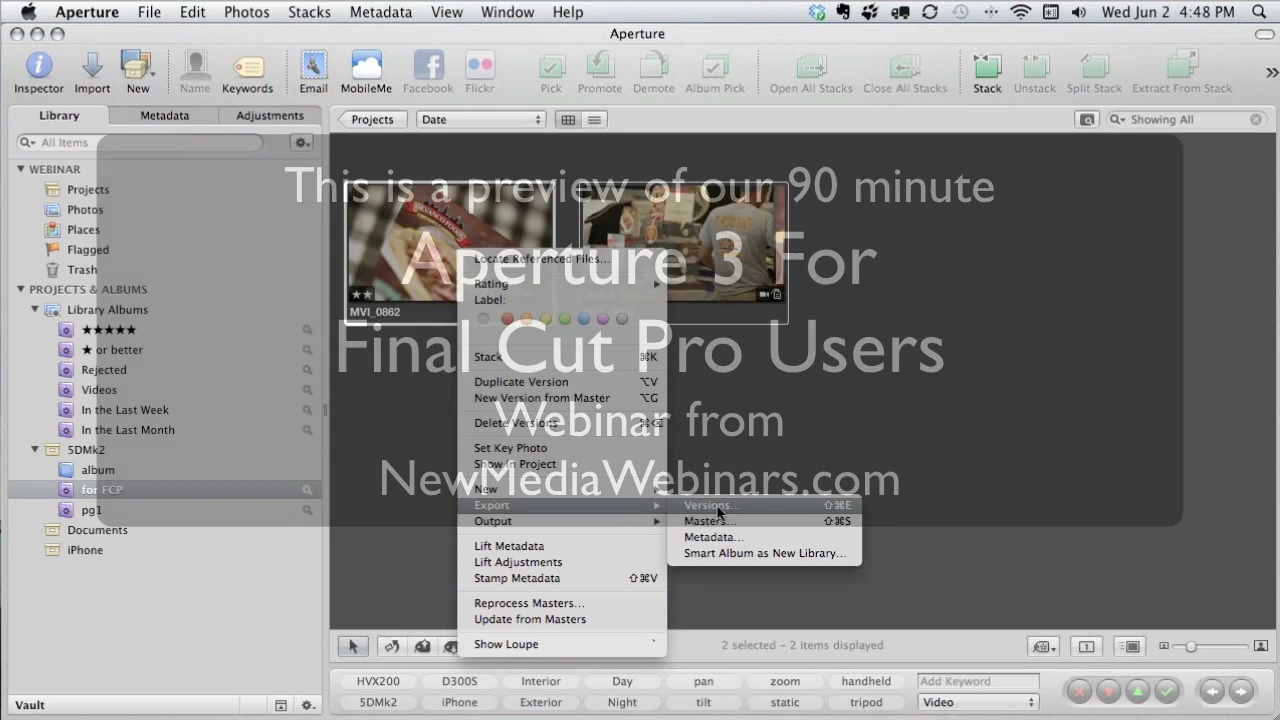 Aperture File Edit Photos Stacks Metadata View Window Help Wed Jun 2 4:48 PM
Aperture
Inspector Import New Name Keywords Email MobileMe Facebook Flickr Pick Promote Demote Album Pick Open All Stacks Close All Stacks Stack Unstack Split Stack Extract From Stack
Library Metadata Adjustments Projects Date Showing All
All Items
WEBINAR
Projects
Photos
Places
Flagged
Trash
PROJECTS & ALBUMS
Library Albums
★★★★★
★ or better
Rejected
Videos
In the Last Week
In the Last Month
5DMk2
album
for FCP
pg1
Documents
iPhone
Vault
This is a preview of our 90 minute
Aperture 3 For
Final Cut Pro Users
Webinar from
NewMediaWebinars.com
★★
MVI_0862
Locate Referenced Files...
Rating
Label:
Stack ⌘K
Duplicate Version ⌥V
New Version from Master ⌥G
Delete Versions ⌘⌫
Set Key Photo
Show in Project
New
Export
Output
Lift Metadata
Lift Adjustments
Stamp Metadata ⇧⌘V
Reprocess Masters...
Update from Masters
Show Loupe `
Versions... ⇧⌘E
Masters... ⇧⌘S
Metadata...
Smart Album as New Library...
2 selected – 2 items displayed
HVX200 D300S Interior Day pan zoom handheld Add Keyword
5DMk2 iPhone Exterior Night tilt static tripod Video